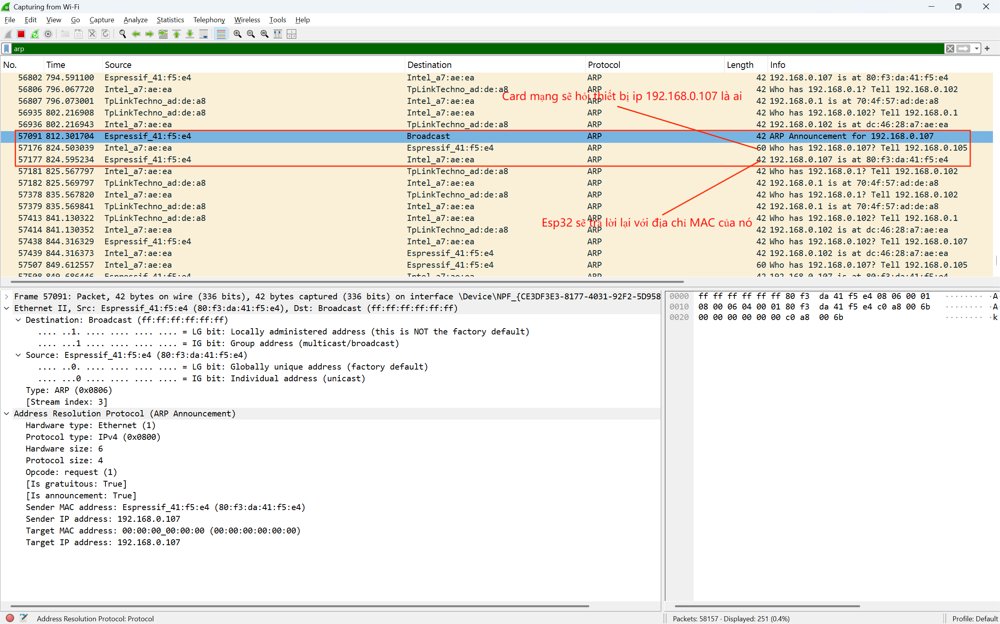 Capturing from Wi-Fi
File Edit View Go Capture Analyze Statistics Telephony Wireless Tools Help
arp
No. Time Source Destination Protocol Length Info
56802 794.591100 Espressif_41:f5:e4 Intel_a7:ae:ea ARP 42 192.168.0.107 is at 80:f3:da:41:f5:e4
56806 796.067720 Intel_a7:ae:ea TpLinkTechno_ad:de:a8 ARP 42 Who has 192.168.0.1? Tell 192.168.0.102
Card mạng sẽ hỏi thiết bị ip 192.168.0.107 là ai
56807 796.073001 TpLinkTechno_ad:de:a8 Intel_a7:ae:ea ARP 42 192.168.0.1 is at 70:4f:57:ad:de:a8
56935 802.216908 TpLinkTechno_ad:de:a8 Intel_a7:ae:ea ARP 42 Who has 192.168.0.102? Tell 192.168.0.1
56936 802.216943 Intel_a7:ae:ea TpLinkTechno_ad:de:a8 ARP 42 192.168.0.102 is at dc:46:28:a7:ae:ea
57091 812.301704 Espressif_41:f5:e4 Broadcast ARP 42 ARP Announcement for 192.168.0.107
57176 824.503039 Intel_a7:ae:ea Espressif_41:f5:e4 ARP 60 Who has 192.168.0.107? Tell 192.168.0.105
57177 824.595234 Espressif_41:f5:e4 Intel_a7:ae:ea ARP 42 192.168.0.107 is at 80:f3:da:41:f5:e4
57181 825.567797 Intel_a7:ae:ea TpLinkTechno_ad:de:a8 ARP 42 Who has 192.168.0.1? Tell 192.168.0.102
57182 825.569797 TpLinkTechno_ad:de:a8 Intel_a7:ae:ea ARP 42 192.168.0.1 is at 70:4f:57:ad:de:a8
57378 835.567820 Intel_a7:ae:ea TpLinkTechno_ad:de:a8 ARP 42 Who has 192.168.0.1? Tell 192.168.0.102
57379 835.569841 TpLinkTechno_ad:de:a8 Intel_a7:ae:ea ARP 42 192.168.0.1 is at 70:4f:57:ad:de:a8
57413 841.130322 TpLinkTechno_ad:de:a8 Intel_a7:ae:ea ARP 42 Who has 192.168.0.102? Tell 192.168.0.1
Esp32 sẽ trả lời lại với địa chỉ MAC của nó
57414 841.130352 Intel_a7:ae:ea TpLinkTechno_ad:de:a8 ARP 42 192.168.0.102 is at dc:46:28:a7:ae:ea
57438 844.316329 Espressif_41:f5:e4 Intel_a7:ae:ea ARP 42 Who has 192.168.0.102? Tell 192.168.0.107
57439 844.316373 Intel_a7:ae:ea Espressif_41:f5:e4 ARP 42 192.168.0.102 is at dc:46:28:a7:ae:ea
57507 849.612557 Intel_a7:ae:ea Espressif_41:f5:e4 ARP 60 Who has 192.168.0.107? Tell 192.168.0.105
57508 849.686446 Espressif_41:f5:e4 Intel_a7:ae:ea ARP 42 192.168.0.107 is at 80:f3:da:41:f5:e4
Frame 57091: Packet, 42 bytes on wire (336 bits), 42 bytes captured (336 bits) on interface \Device\NPF_{CE3DF3E3-8177-4031-92F2-5D958
Ethernet II, Src: Espressif_41:f5:e4 (80:f3:da:41:f5:e4), Dst: Broadcast (ff:ff:ff:ff:ff:ff)
Destination: Broadcast (ff:ff:ff:ff:ff:ff)
.... ..1. .... .... .... .... = LG bit: Locally administered address (this is NOT the factory default)
.... ...1 .... .... .... .... = IG bit: Group address (multicast/broadcast)
Source: Espressif_41:f5:e4 (80:f3:da:41:f5:e4)
.... ..0. .... .... .... .... = LG bit: Globally unique address (factory default)
.... ...0 .... .... .... .... = IG bit: Individual address (unicast)
Type: ARP (0x0806)
[Stream index: 3]
Address Resolution Protocol (ARP Announcement)
Hardware type: Ethernet (1)
Protocol type: IPv4 (0x0800)
Hardware size: 6
Protocol size: 4
Opcode: request (1)
[Is gratuitous: True]
[Is announcement: True]
Sender MAC address: Espressif_41:f5:e4 (80:f3:da:41:f5:e4)
Sender IP address: 192.168.0.107
Target MAC address: 00:00:00_00:00:00 (00:00:00:00:00:00)
Target IP address: 192.168.0.107
0000 ff ff ff ff ff ff 80 f3 da 41 f5 e4 08 06 00 01 ········ ·A
0010 08 00 06 04 00 01 80 f3 da 41 f5 e4 c0 a8 00 6b ········ ·A
0020 00 00 00 00 00 00 c0 a8 00 6b ········ ·k
Address Resolution Protocol: Protocol
Packets: 58157 · Displayed: 251 (0.4%)
Profile: Default